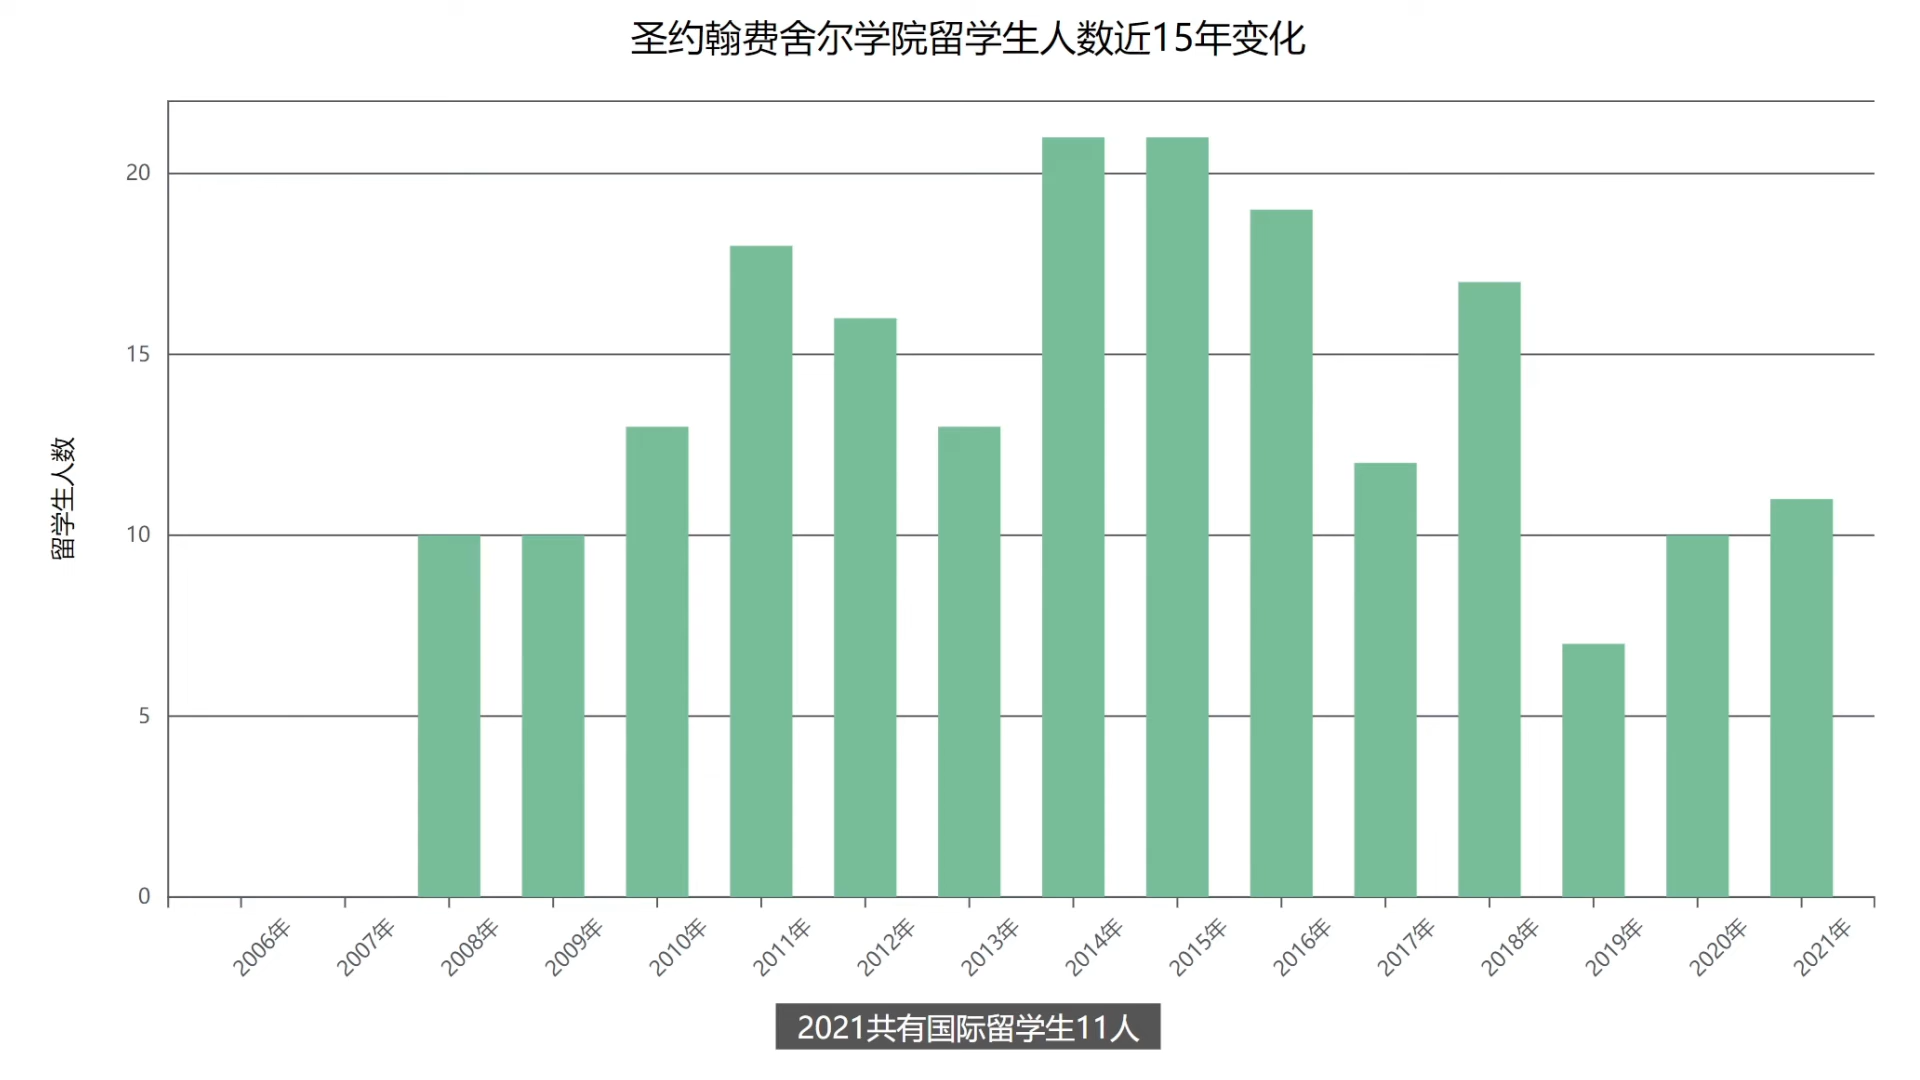 圣约翰费舍尔学院留学生人数近15年变化
留学生人数
20
15
10
5
0
2006年
2007年
2008年
2009年
2010年
2011年
2012年
2013年
2014年
2015年
2016年
2017年
2018年
2019年
2020年
2021年
2021共有国际留学生11人